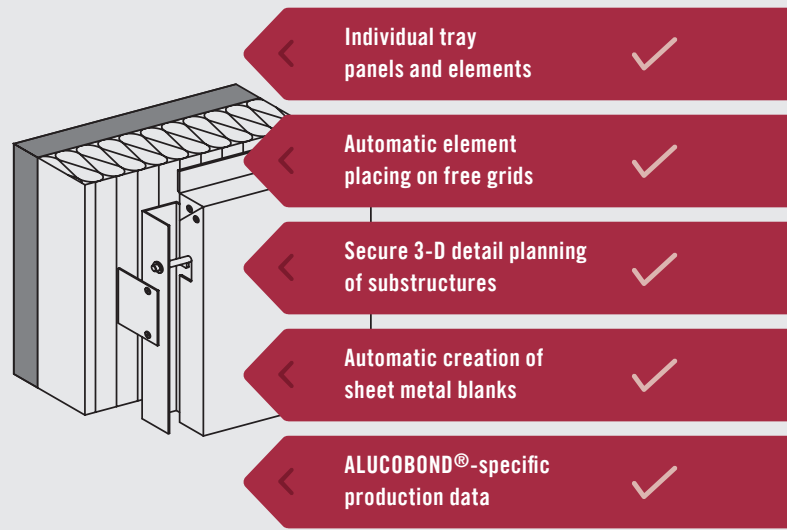 Individual tray
panels and elements
Automatic element
placing on free grids
Secure 3-D detail planning
of substructures
Automatic creation of
sheet metal blanks
ALUCOBOND®-specific
production data